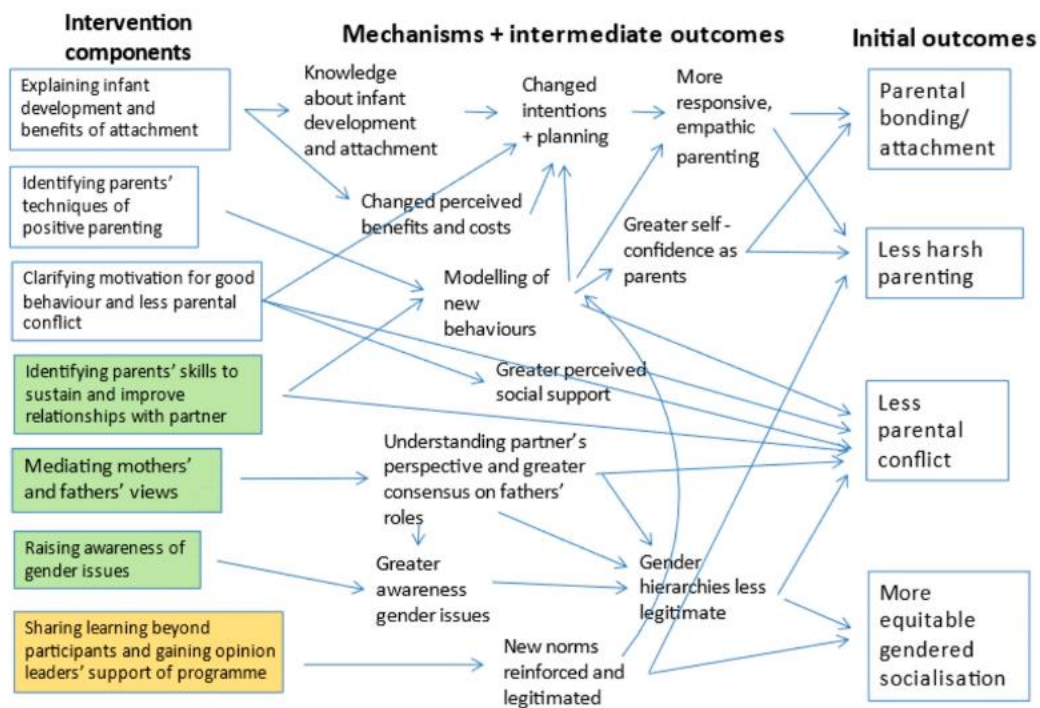 Intervention
components
Mechanisms + intermediate outcomes
Initial outcomes
Explaining infant
development and
benefits of attachment
Identifying parents'
techniques of
positive parenting
Clarifying motivation for good
behaviour and less parental
conflict
Identifying parents' skills to
sustain and improve
relationships with partner
Mediating mothers'
and fathers' views
Raising awareness of
gender issues
Sharing learning beyond
participants and gaining opinion
leaders' support of programme
Knowledge
about infant
development
and attachment
Changed perceived
benefits and costs
Changed
intentions
+ planning
More
responsive,
empathic
parenting
Greater self -
confidence as
parents
Modelling of
new
behaviours
Greater perceived
social support
Understanding partner's
perspective and greater
consensus on fathers'
roles
Greater
awareness
gender issues
Gender
hierarchies less
legitimate
New norms
reinforced and
legitimated
Parental
bonding/
attachment
Less harsh
parenting
Less
parental
conflict
More
equitable
gendered
socialisation